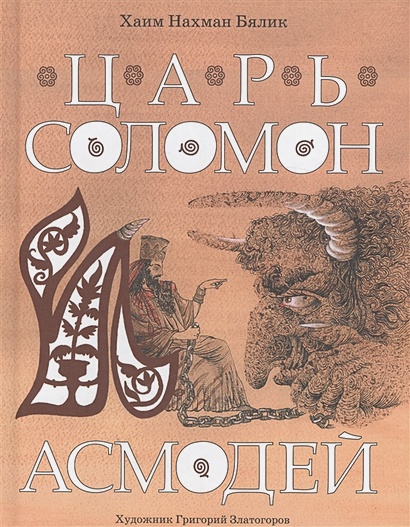 Хаим Нахман Бялик
ЦАРЬ
СОЛОМОН
И
АСМОДЕЙ
Художник Григорий Златогоров